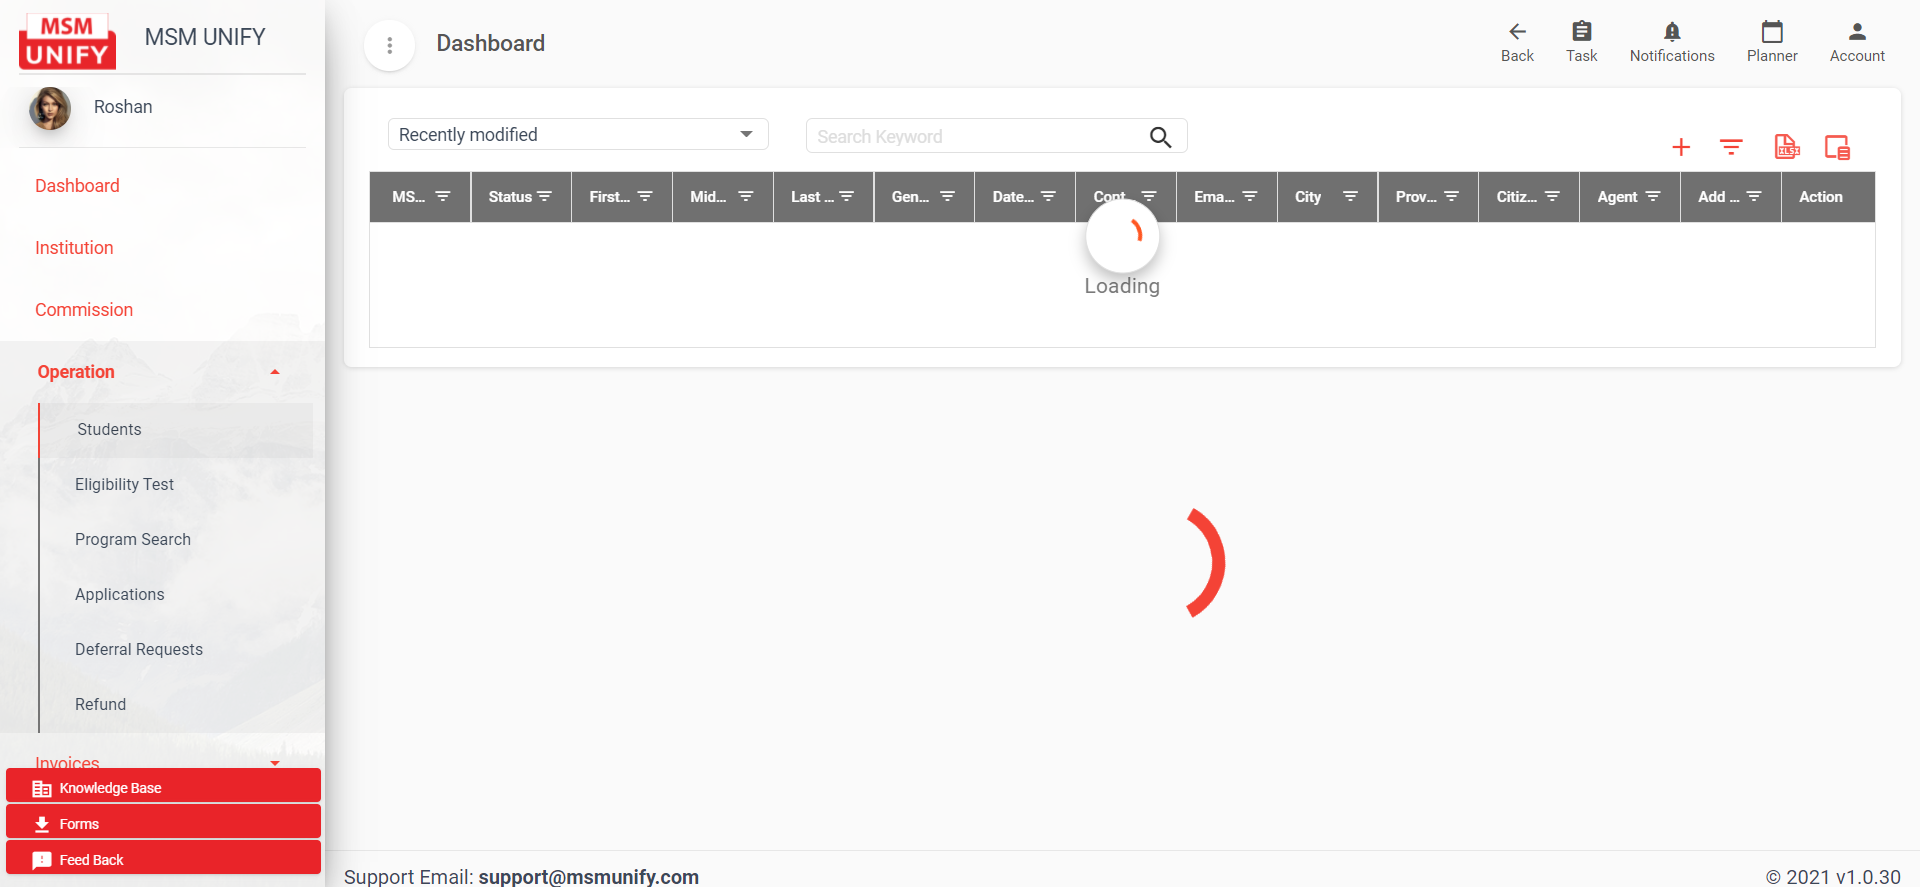 MSM
UNIFY
MSM UNIFY
Roshan
Dashboard
Institution
Commission
Operation
Students
Eligibility Test
Program Search
Applications
Deferral Requests
Refund
Invoices
Knowledge Base
Forms
Feed Back
Dashboard
Back Task Notifications Planner Account
Recently modified
Search Keyword
MS... Status First... Mid... Last ... Gen... Date... Cont... Ema... City Prov... Citiz... Agent Add ... Action
Loading
Support Email: support@msmunify.com
© 2021 v1.0.30